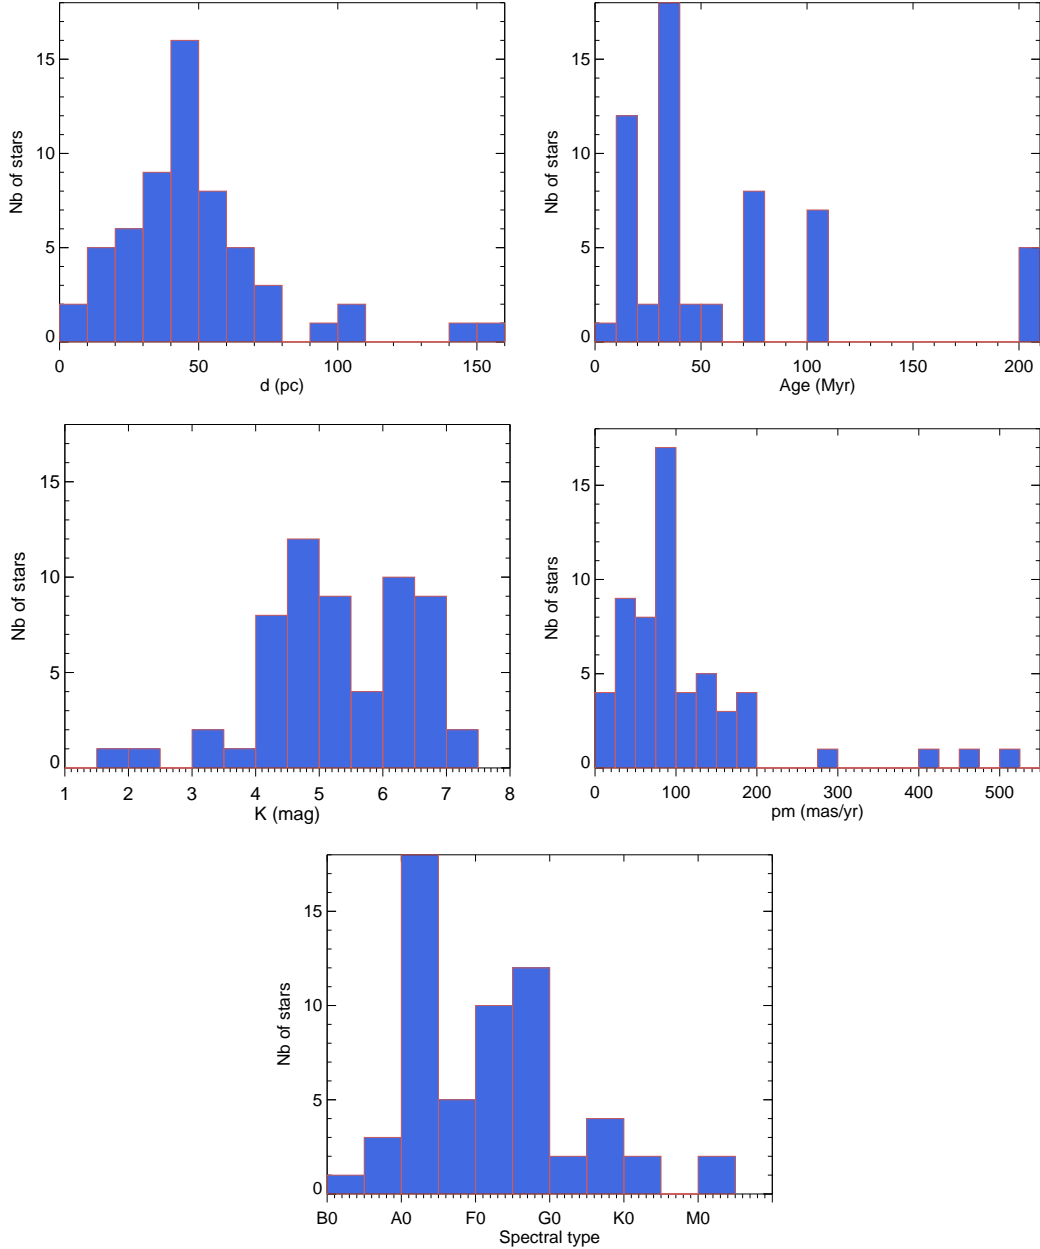 Nb of stars
15
10
5
0
0 50 100 150
d (pc)
Nb of stars
15
10
5
0
0 50 100 150 200
Age (Myr)
Nb of stars
15
10
5
0
1 2 3 4 5 6 7 8
K (mag)
Nb of stars
15
10
5
0
0 100 200 300 400 500
pm (mas/yr)
Nb of stars
15
10
5
0
B0 A0 F0 G0 K0 M0
Spectral type